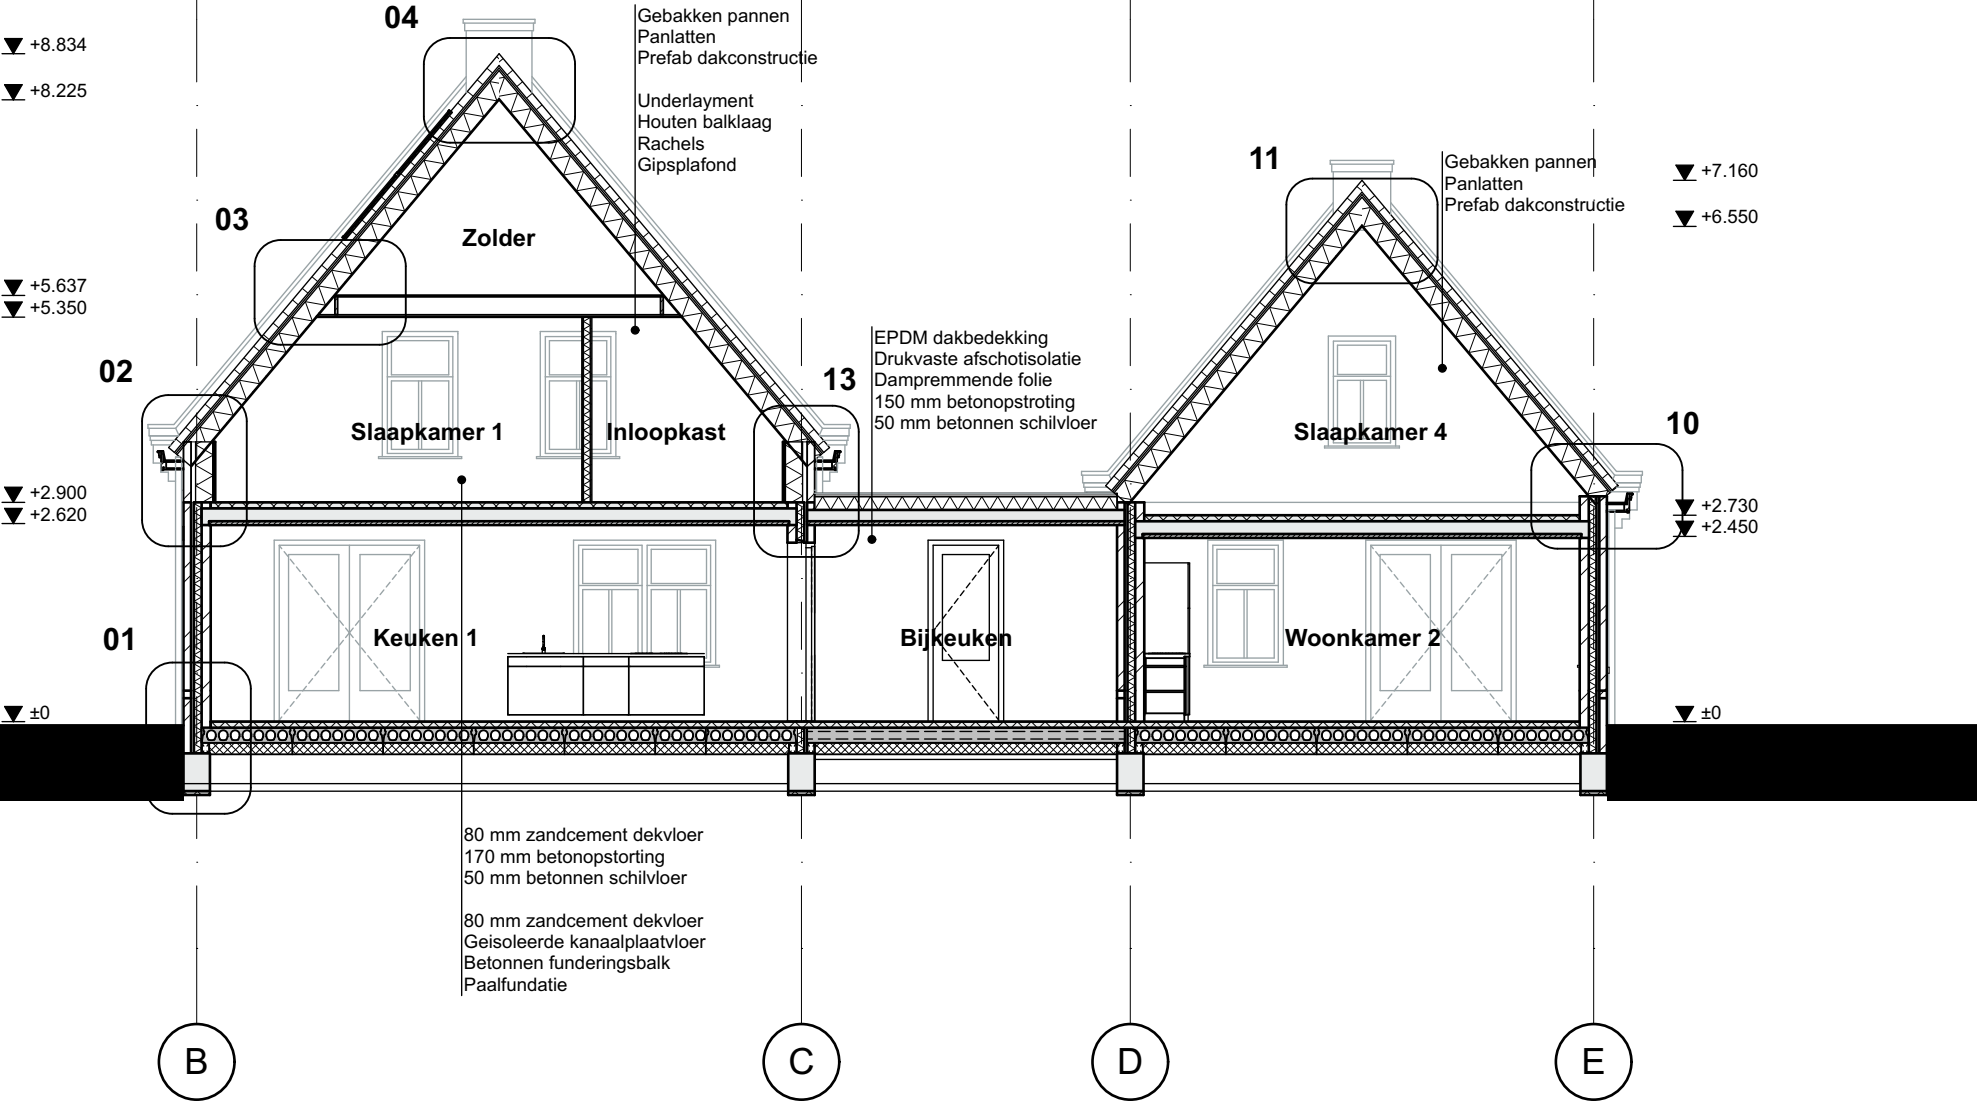 04
+8.834
+8.225
Gebakken pannen
Panlatten
Prefab dakconstructie
Underlayment
Houten balklaag
Rachels
Gipsplafond
11
Gebakken pannen
Panlatten
Prefab dakconstructie
+7.160
+6.550
03
Zolder
+5.637
+5.350
02
13
EPDM dakbedekking
Drukvaste afschotisolatie
Dampremmende folie
150 mm betonopstroting
50 mm betonnen schilvloer
Slaapkamer 1
Inloopkast
Slaapkamer 4
10
+2.900
+2.620
+2.730
+2.450
01
Keuken 1
Bijkeuken
Woonkamer 2
±0
±0
80 mm zandcement dekvloer
170 mm betonopstorting
50 mm betonnen schilvloer
80 mm zandcement dekvloer
Geisoleerde kanaalplaatvloer
Betonnen funderingsbalk
Paalfundatie
B
C
D
E